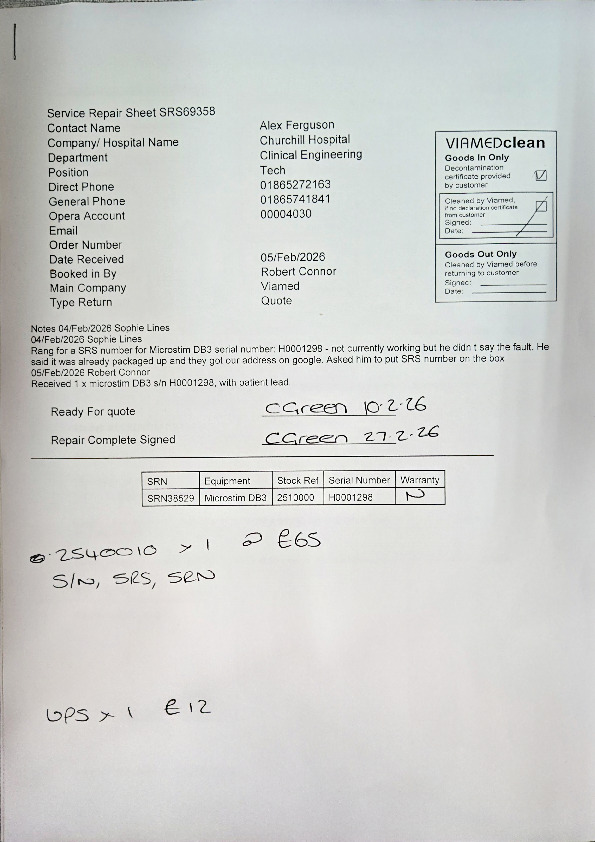 Service Repair Sheet SRS69358
Contact Name Alex Ferguson
Company/ Hospital Name Churchill Hospital
Department Clinical Engineering
Position Tech
Direct Phone 01865272163
General Phone 01865741841
Opera Account 00004030
Email
Order Number
Date Received 05/Feb/2026
Booked in By Robert Connor
Main Company Viamed
Type Return Quote
VIAMEDclean
Goods In Only
Decontamination
certificate provided
by customer
Cleaned by Viamed,
if no declaration certificate
from customer
Signed:
Date:
Goods Out Only
Cleaned by Viamed before
returning to customer
Signed:
Date:
Notes 04/Feb/2026 Sophie Lines
04/Feb/2026 Sophie Lines
Rang for a SRS number for Microstim DB3 serial number: H0001298 - not currently working but he didn t say the fault. He
said it was already packaged up and they got our address on google. Asked him to put SRS number on the box
05/Feb/2026 Robert Connor
Received 1 x microstim DB3 s/n H0001298, with patient lead
Ready For quote CGreen 10.2.26
Repair Complete Signed CGreen 27.2.26
SRN Equipment Stock Ref Serial Number Warranty
SRN38529 Microstim DB3 2513000 H0001298 N
2540010 x 1 @ £65
S/N, SRS, SRN
UPS x 1 £12